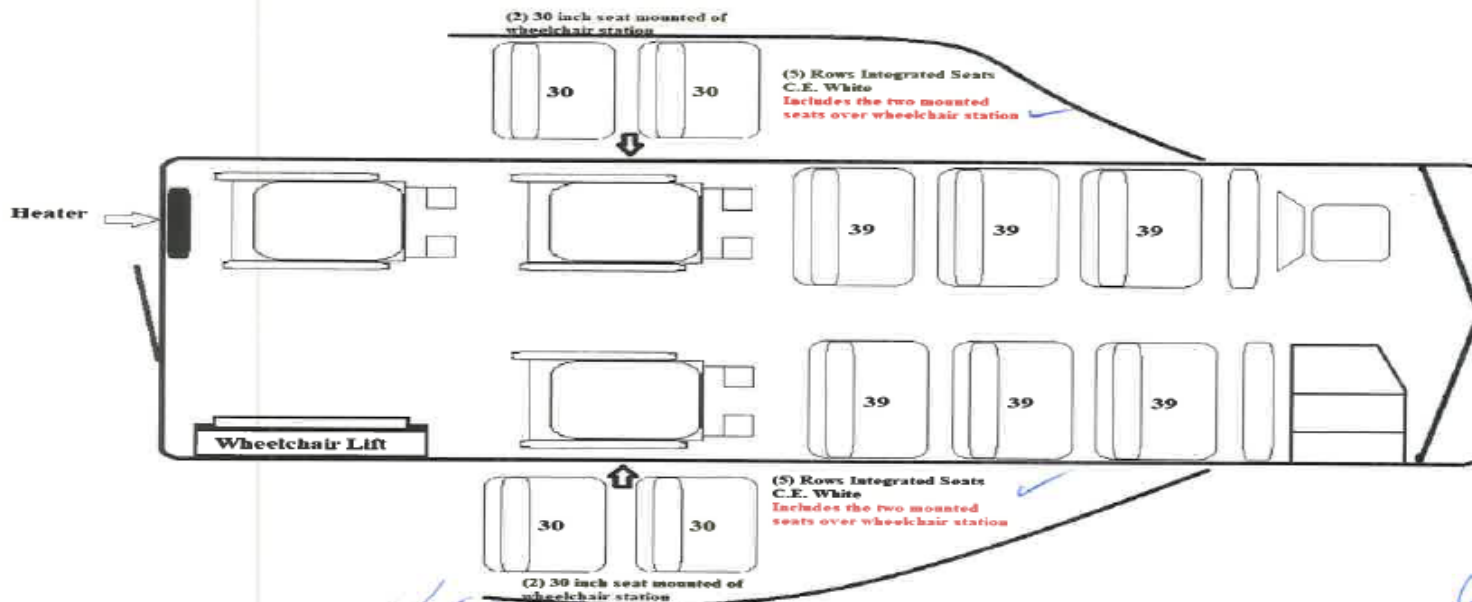 (2) 30 inch seat mounted of
wheelchair station
30
30
(5) Rows Integrated Seats
C.E. White
Includes the two mounted
seats over wheelchair station
Heater
39
39
39
39
39
39
Wheelchair Lift
30
30
(5) Rows Integrated Seats
C.E. White
Includes the two mounted
seats over wheelchair station
(2) 30 inch seat mounted of
wheelchair station